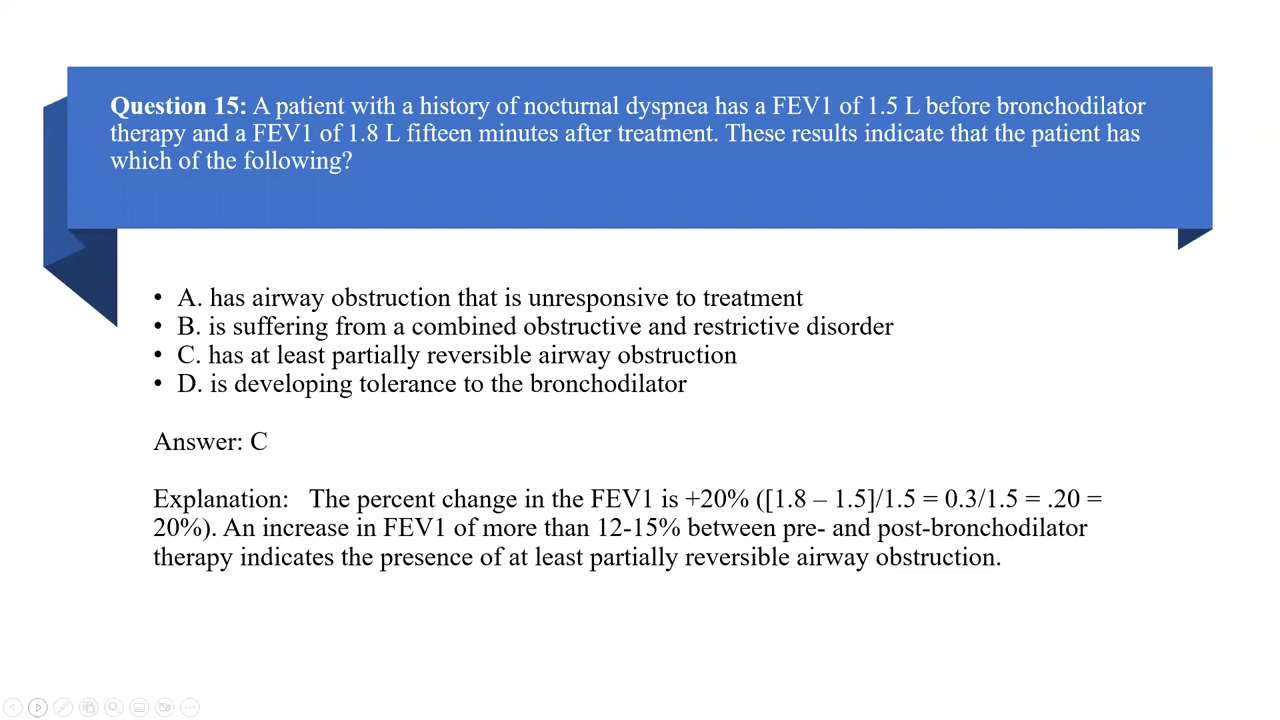 Question 15: A patient with a history of nocturnal dyspnea has a FEV1 of 1.5 L before bronchodilator
therapy and a FEV1 of 1.8 L fifteen minutes after treatment. These results indicate that the patient has
which of the following?
• A. has airway obstruction that is unresponsive to treatment
• B. is suffering from a combined obstructive and restrictive disorder
• C. has at least partially reversible airway obstruction
• D. is developing tolerance to the bronchodilator
Answer: C
Explanation: The percent change in the FEV1 is +20% ([1.8 – 1.5]/1.5 = 0.3/1.5 = .20 =
20%). An increase in FEV1 of more than 12-15% between pre- and post-bronchodilator
therapy indicates the presence of at least partially reversible airway obstruction.